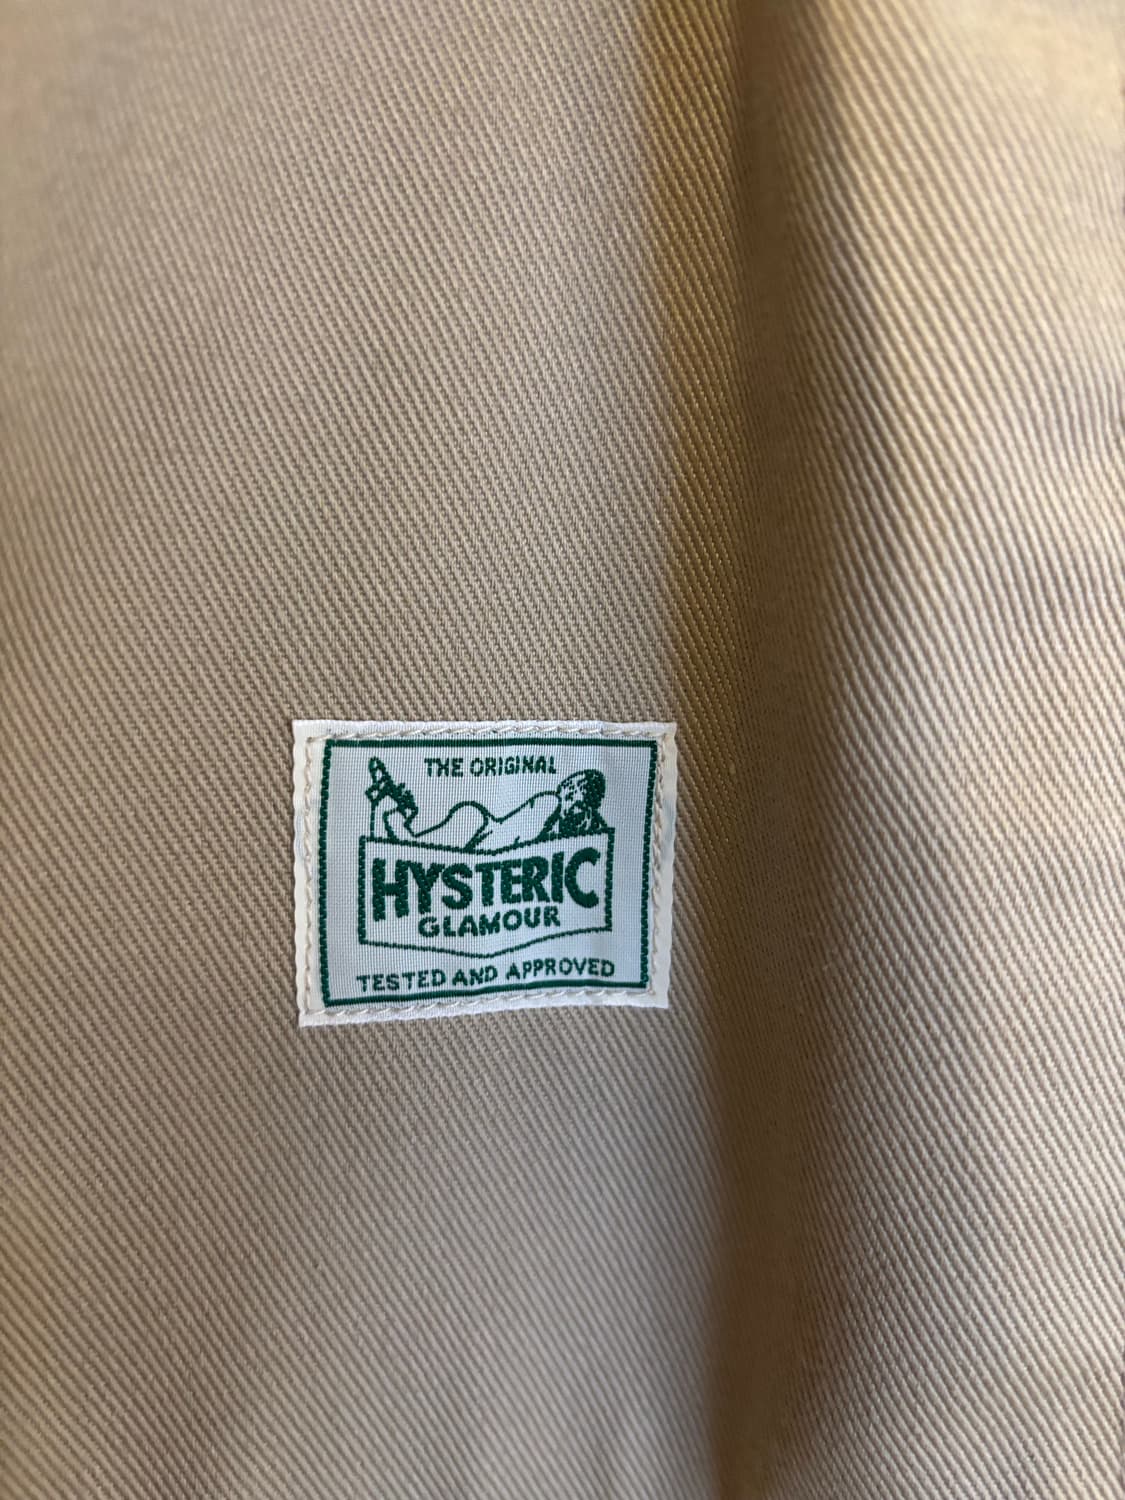 THE ORIGINAL
HYSTERIC
GLAMOUR
TESTED AND APPROVED